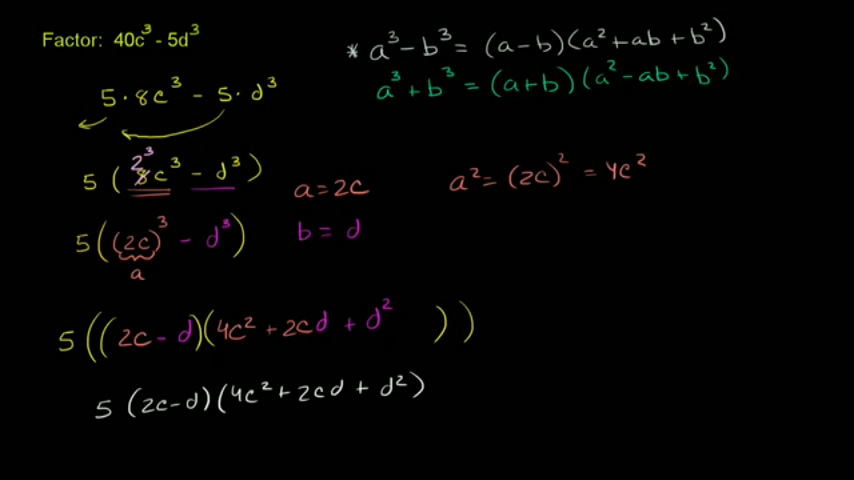 Factor: 40c³ - 5d³
* a³ - b³ = (a - b)(a² + ab + b²)
a³ + b³ = (a + b)(a² - ab + b²)
5 · 8c³ - 5 · d³
2³
5 (8c³ - d³)
a = 2c
a² = (2c)² = 4c²
5((2c)³ - d³)
b = d
a
5((2c - d)(4c² + 2cd + d²))
5 (2c - d)(4c² + 2cd + d²)